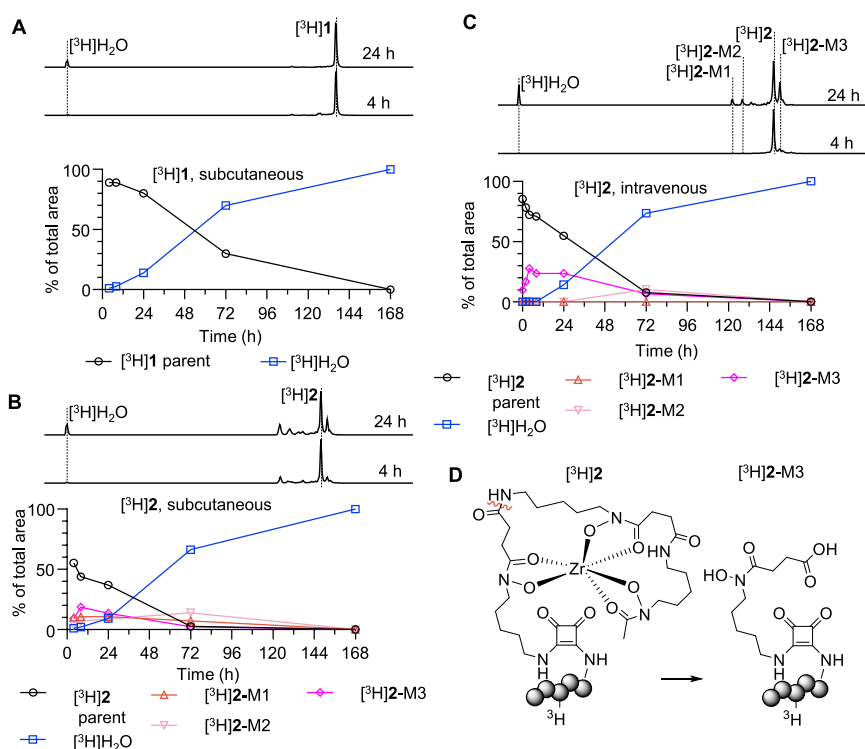 A
[³H]1
[³H]H₂O
24 h
4 h
[³H]1, subcutaneous
% of total area
100
50
0
0 24 48 72 96 120 144 168
Time (h)
[³H]1 parent
[³H]H₂O
B
[³H]2
[³H]H₂O
24 h
4 h
[³H]2, subcutaneous
% of total area
100
50
0
0 24 48 72 96 120 144 168
Time (h)
[³H]2 parent
[³H]2-M1
[³H]2-M3
[³H]2-M2
[³H]H₂O
C
[³H]2
[³H]2-M2
[³H]2-M3
[³H]2-M1
[³H]H₂O
24 h
4 h
[³H]2, intravenous
% of total area
100
50
0
0 24 48 72 96 120 144 168
Time (h)
[³H]2 parent
[³H]2-M1
[³H]2-M3
[³H]2-M2
[³H]H₂O
D
[³H]2
[³H]2-M3
HN
O
N
O
O
O
O
HN
Zr
O
N
O
O
O
N
O
O
N
H
NH
³H
O
OH
HO
N
O
O
O
N
H
NH
³H